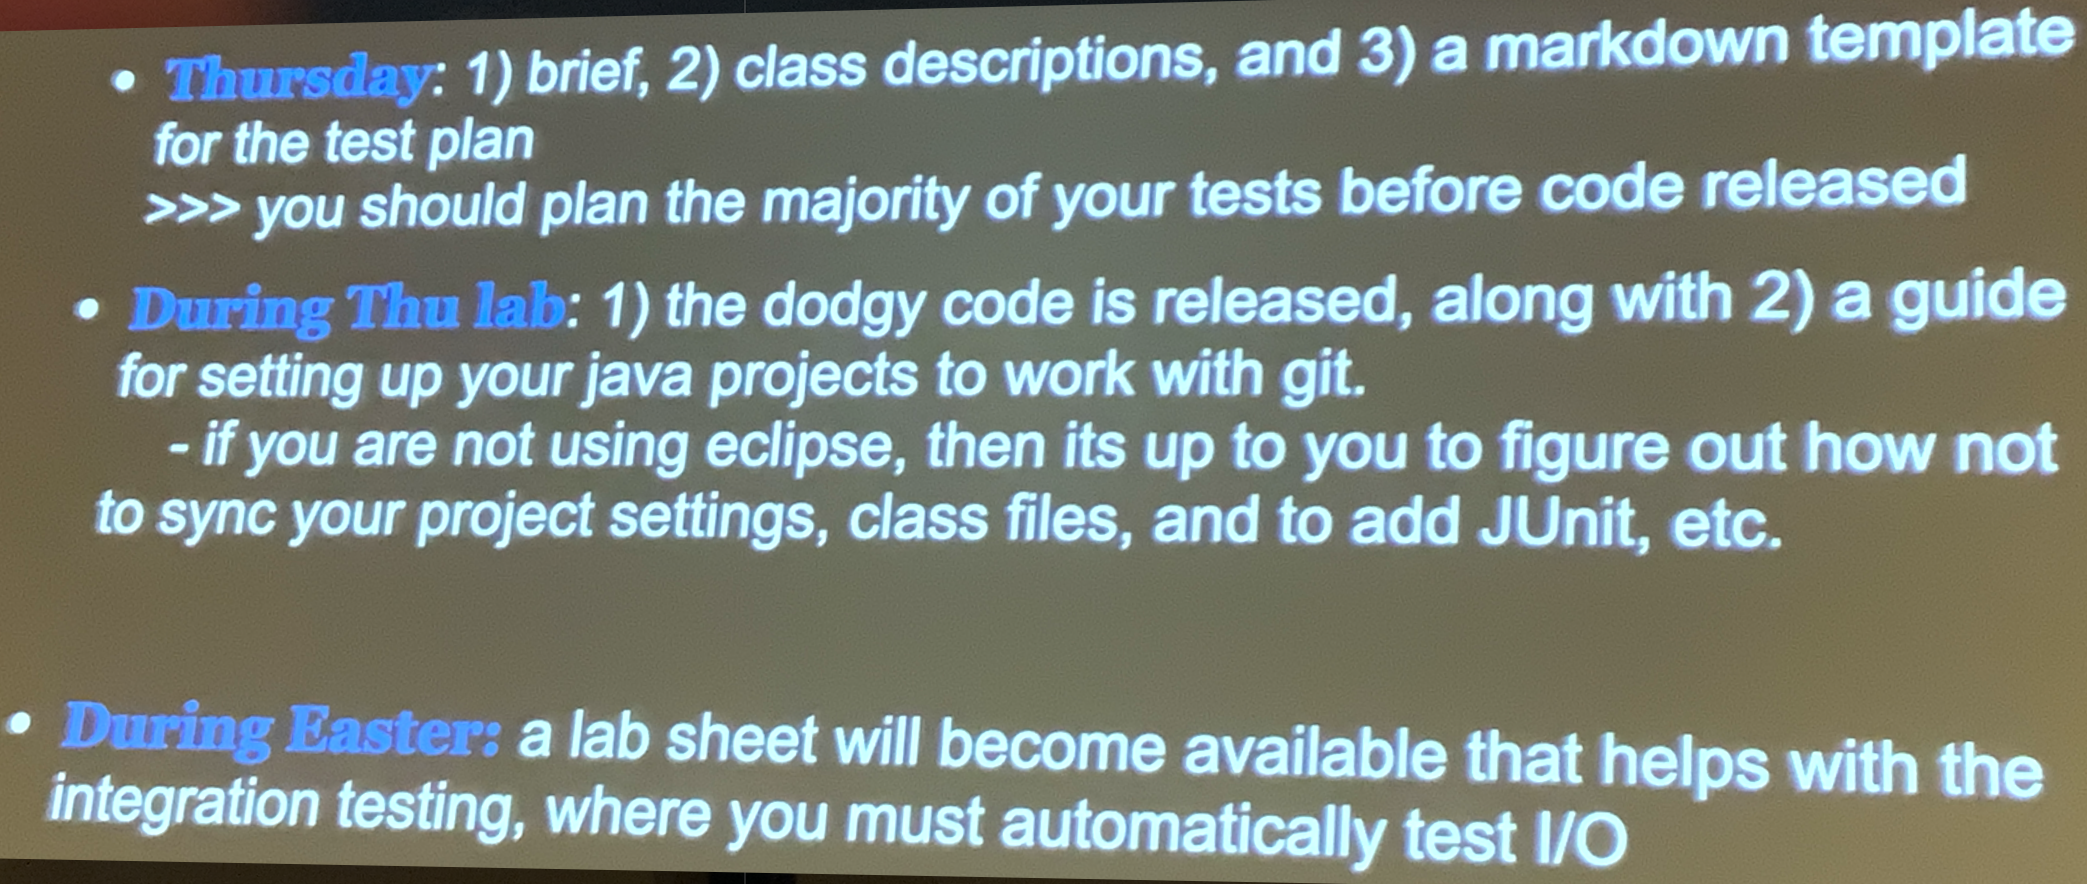 • Thursday: 1) brief, 2) class descriptions, and 3) a markdown template
for the test plan
>>> you should plan the majority of your tests before code released
• During Thu lab: 1) the dodgy code is released, along with 2) a guide
for setting up your java projects to work with git.
- if you are not using eclipse, then its up to you to figure out how not
to sync your project settings, class files, and to add JUnit, etc.
• During Easter: a lab sheet will become available that helps with the
integration testing, where you must automatically test I/O